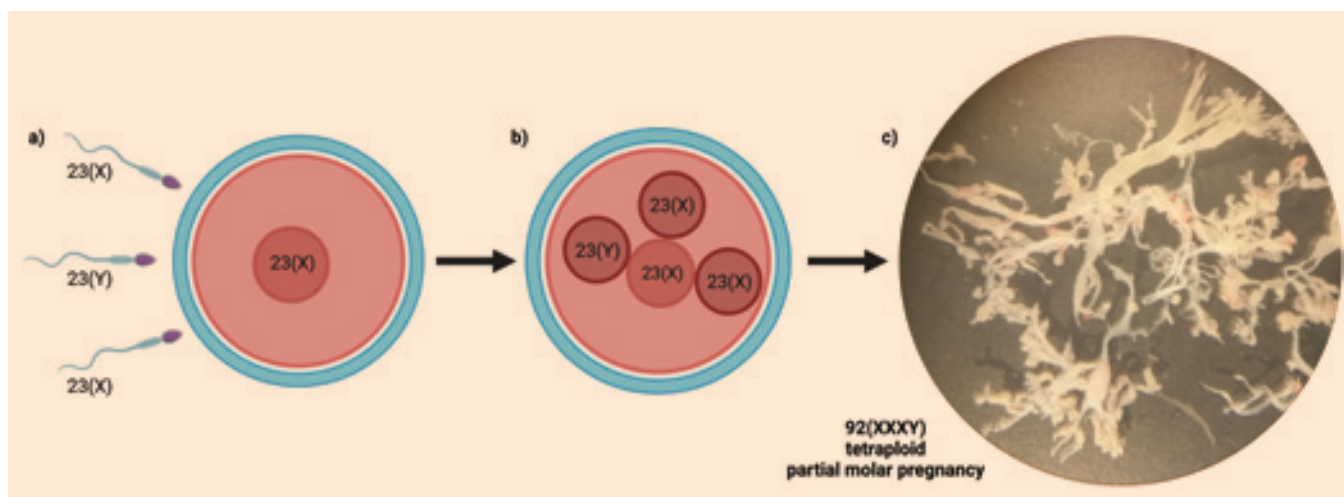 a)
23(X)
23(Y)
23(X)
23(X)
b)
23(X)
23(Y)
23(X)
23(X)
c)
92(XXXY)
tetraploid
partial molar pregnancy